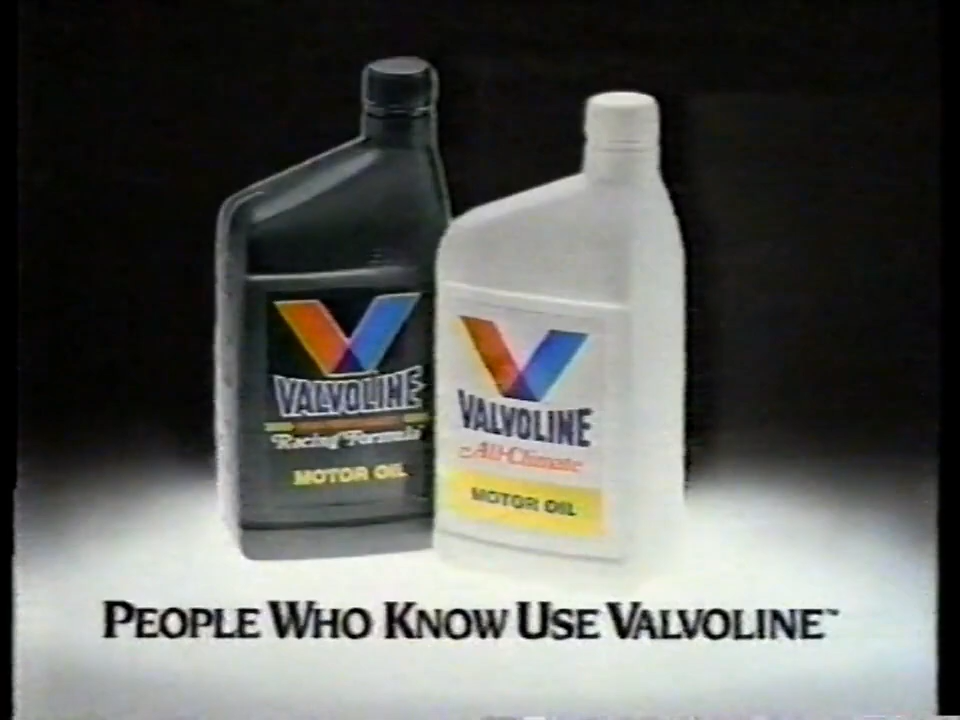 VALVOLINE
Racing Formula
MOTOR OIL
VALVOLINE
All-Climate
MOTOR OIL
PEOPLE WHO KNOW USE VALVOLINE™